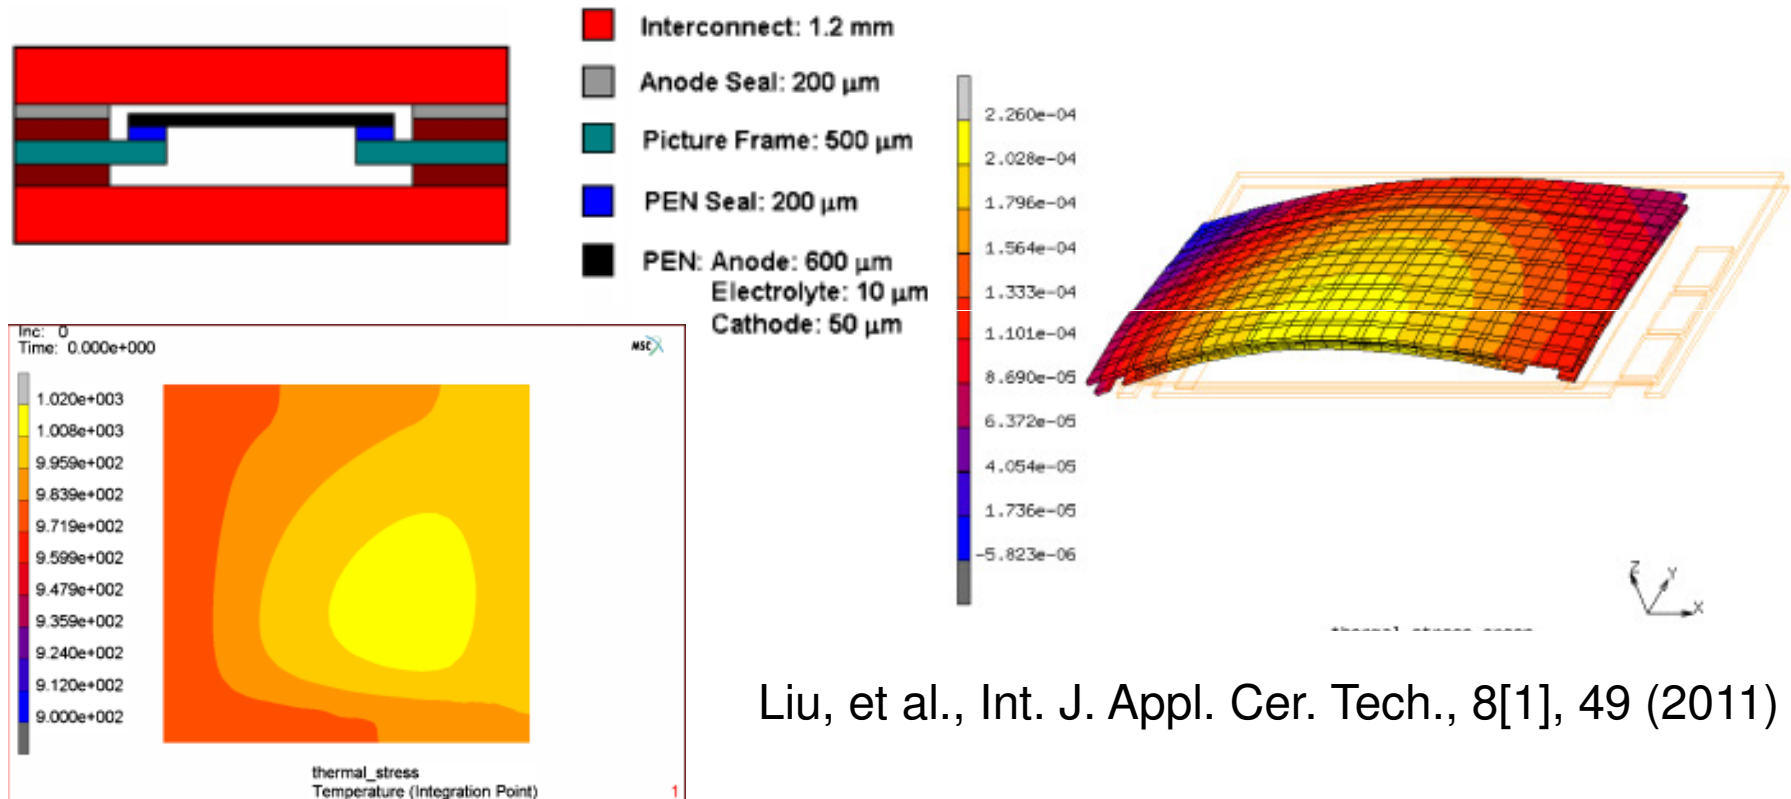 Interconnect: 1.2 mm
Anode Seal: 200 μm
Picture Frame: 500 μm
PEN Seal: 200 μm
PEN: Anode: 600 μm
Electrolyte: 10 μm
Cathode: 50 μm
Inc: 0
Time: 0.000e+000
MSC
1.020e+003
1.008e+003
9.959e+002
9.839e+002
9.719e+002
9.599e+002
9.479e+002
9.359e+002
9.240e+002
9.120e+002
9.000e+002
thermal_stress
Temperature (Integration Point)
1
2.260e-04
2.028e-04
1.796e-04
1.564e-04
1.333e-04
1.101e-04
8.690e-05
6.372e-05
4.054e-05
1.736e-05
-5.823e-06
Z
Y
X
Liu, et al., Int. J. Appl. Cer. Tech., 8[1], 49 (2011)